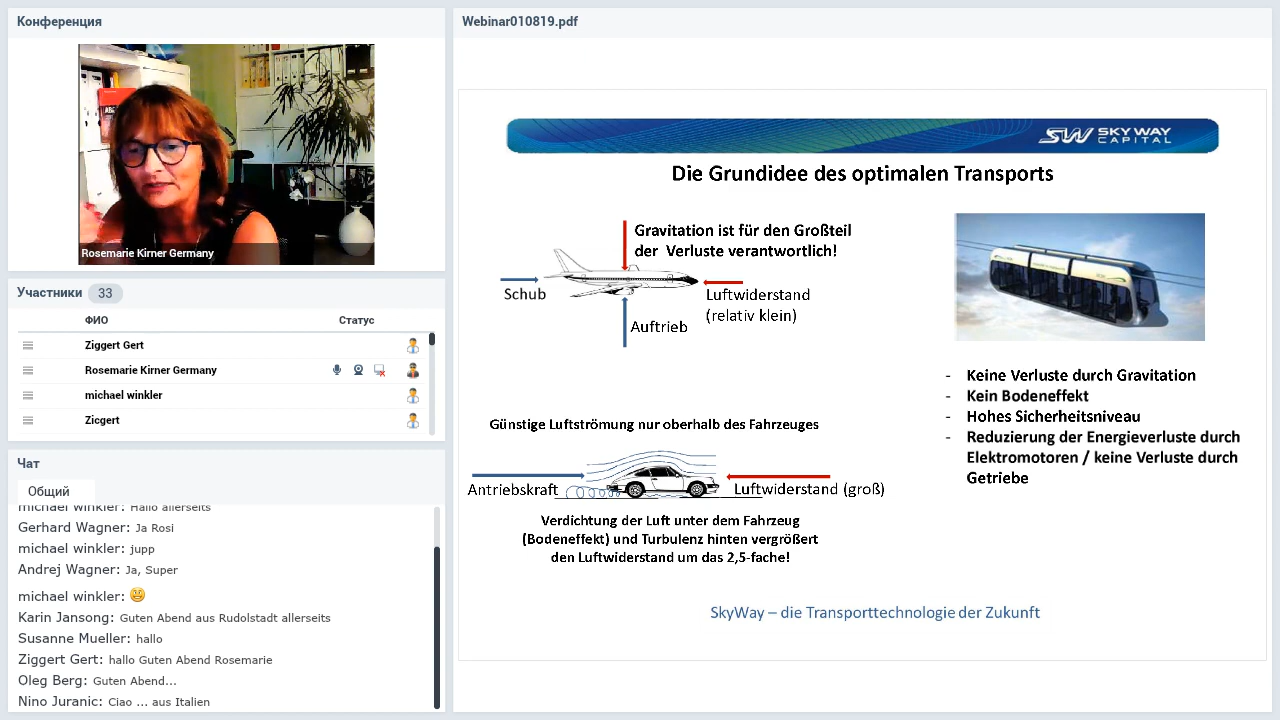 Конференция
Rosemarie Kirner Germany
Участники 33
ФИО Статус
Ziggert Gert
Rosemarie Kirner Germany
michael winkler
Zicgert
Чат
Общий
michael winkler: Hallo allerseits
Gerhard Wagner: Ja Rosi
michael winkler: jupp
Andrej Wagner: Ja, Super
michael winkler:
Karin Jansong: Guten Abend aus Rudolstadt allerseits
Susanne Mueller: hallo
Ziggert Gert: hallo Guten Abend Rosemarie
Oleg Berg: Guten Abend...
Nino Juranic: Ciao ... aus Italien
Webinar010819.pdf
SW SKY WAY
CAPITAL
Die Grundidee des optimalen Transports
Gravitation ist für den Großteil
der Verluste verantwortlich!
Schub
Luftwiderstand
(relativ klein)
Auftrieb
Günstige Luftströmung nur oberhalb des Fahrzeuges
Antriebskraft
Luftwiderstand (groß)
Verdichtung der Luft unter dem Fahrzeug
(Bodeneffekt) und Turbulenz hinten vergrößert
den Luftwiderstand um das 2,5-fache!
- Keine Verluste durch Gravitation
- Kein Bodeneffekt
- Hohes Sicherheitsniveau
- Reduzierung der Energieverluste durch
Elektromotoren / keine Verluste durch
Getriebe
SkyWay – die Transporttechnologie der Zukunft